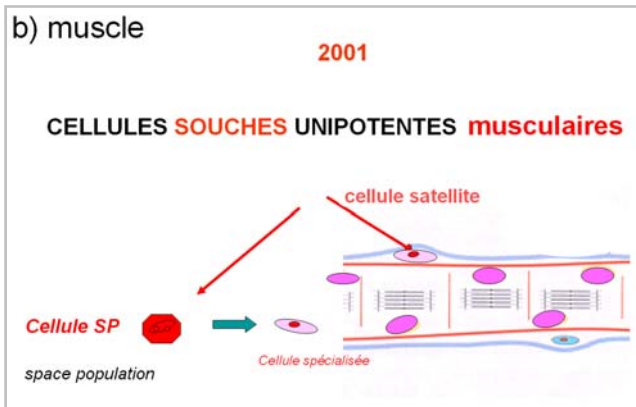 b) muscle
2001
CELLULES SOUCHES UNIPOTENTES musculaires
cellule satellite
Cellule SP
Cellule spécialisée
space population